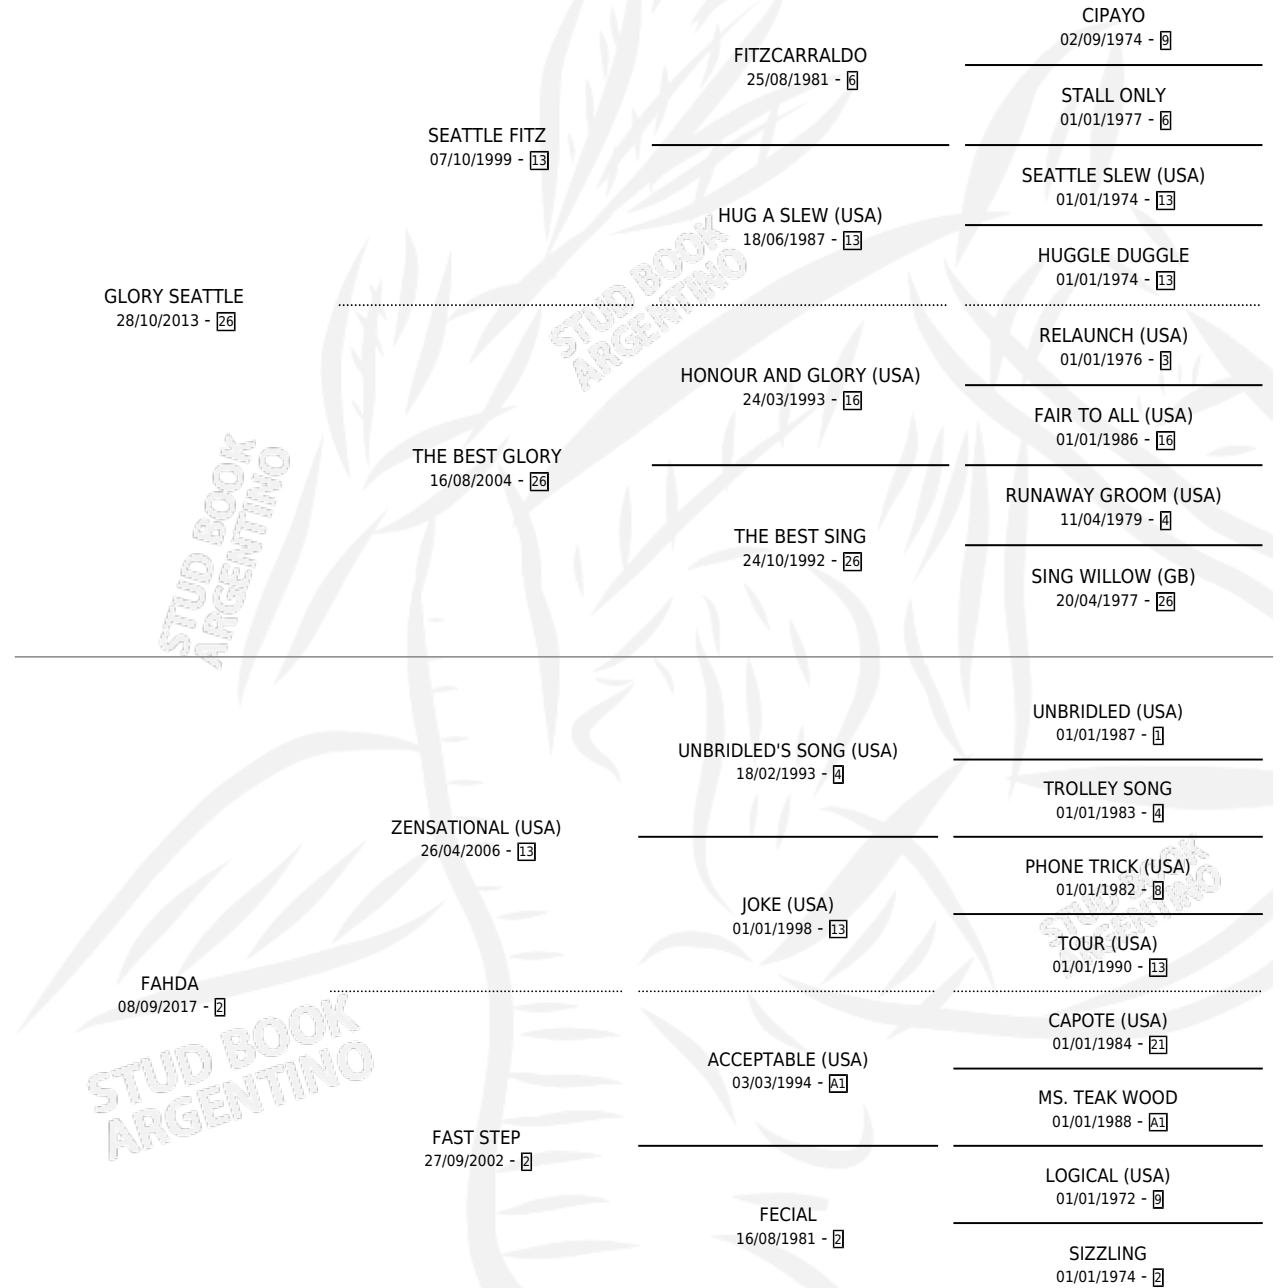 CIPAYO
02/09/1974 - 9
FITZCARRALDO
25/08/1981 - 6
STALL ONLY
01/01/1977 - 6
SEATTLE FITZ
07/10/1999 - 13
SEATTLE SLEW (USA)
01/01/1974 - 13
HUG A SLEW (USA)
18/06/1987 - 13
HUGGLE DUGGLE
01/01/1974 - 13
GLORY SEATTLE
28/10/2013 - 26
STUD BOOK
ARGENTINO
RELAUNCH (USA)
01/01/1976 - 3
HONOUR AND GLORY (USA)
24/03/1993 - 16
FAIR TO ALL (USA)
01/01/1986 - 16
THE BEST GLORY
16/08/2004 - 26
RUNAWAY GROOM (USA)
11/04/1979 - 4
THE BEST SING
24/10/1992 - 26
SING WILLOW (GB)
20/04/1977 - 26
STUD BOOK
ARGENTINO
UNBRIDLED (USA)
01/01/1987 - 1
UNBRIDLED'S SONG (USA)
18/02/1993 - 4
TROLLEY SONG
01/01/1983 - 4
ZENSATIONAL (USA)
26/04/2006 - 13
PHONE TRICK (USA)
01/01/1982 - 8
JOKE (USA)
01/01/1998 - 13
STUD BOOK
ARGENTINO
TOUR (USA)
01/01/1990 - 13
FAHDA
08/09/2017 - 2
CAPOTE (USA)
01/01/1984 - 21
ACCEPTABLE (USA)
03/03/1994 - A1
MS. TEAK WOOD
01/01/1988 - A1
STUD BOOK
ARGENTINO
FAST STEP
27/09/2002 - 2
LOGICAL (USA)
01/01/1972 - 9
FECIAL
16/08/1981 - 2
SIZZLING
01/01/1974 - 2